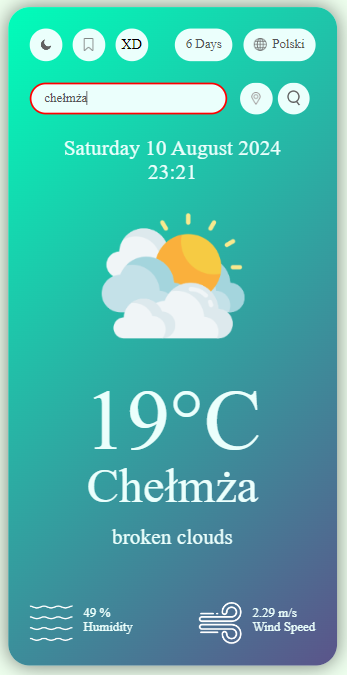 XD
6 Days
Polski
chełmża
Saturday 10 August 2024
23:21
19°C
Chełmża
broken clouds
49 %
Humidity
2.29 m/s
Wind Speed